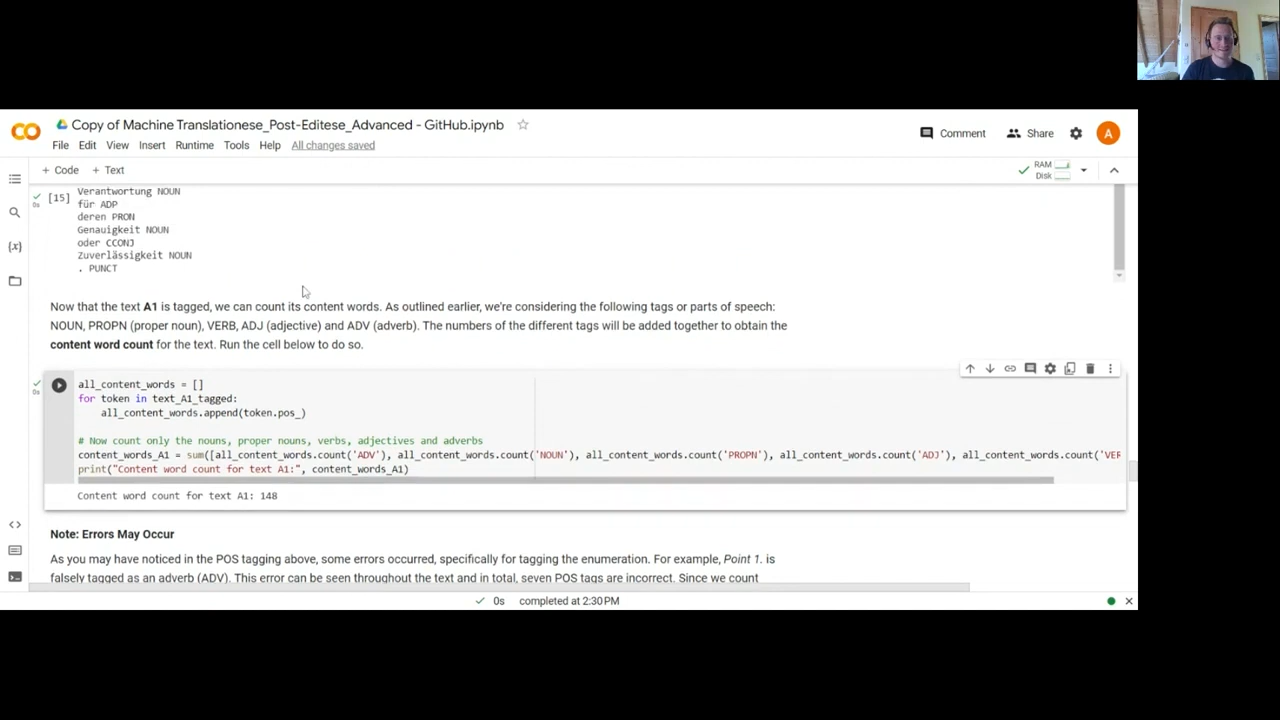 Copy of Machine Translationese_Post-Editese_Advanced - GitHub.ipynb
File Edit View Insert Runtime Tools Help All changes saved
Comment Share A
+ Code + Text
RAM
Disk
[15]
0s
Verantwortung NOUN
für ADP
deren PRON
Genauigkeit NOUN
oder CCONJ
Zuverlässigkeit NOUN
. PUNCT
Now that the text A1 is tagged, we can count its content words. As outlined earlier, we're considering the following tags or parts of speech:
NOUN, PROPN (proper noun), VERB, ADJ (adjective) and ADV (adverb). The numbers of the different tags will be added together to obtain the
content word count for the text. Run the cell below to do so.
0s
all_content_words = []
for token in text_A1_tagged:
all_content_words.append(token.pos_)
# Now count only the nouns, proper nouns, verbs, adjectives and adverbs
content_words_A1 = sum([all_content_words.count('ADV'), all_content_words.count('NOUN'), all_content_words.count('PROPN'), all_content_words.count('ADJ'), all_content_words.count('VER
print("Content word count for text A1:", content_words_A1)
Content word count for text A1: 148
Note: Errors May Occur
As you may have noticed in the POS tagging above, some errors occurred, specifically for tagging the enumeration. For example, Point 1. is
falsely tagged as an adverb (ADV). This error can be seen throughout the text and in total, seven POS tags are incorrect. Since we count
0s completed at 2:30 PM